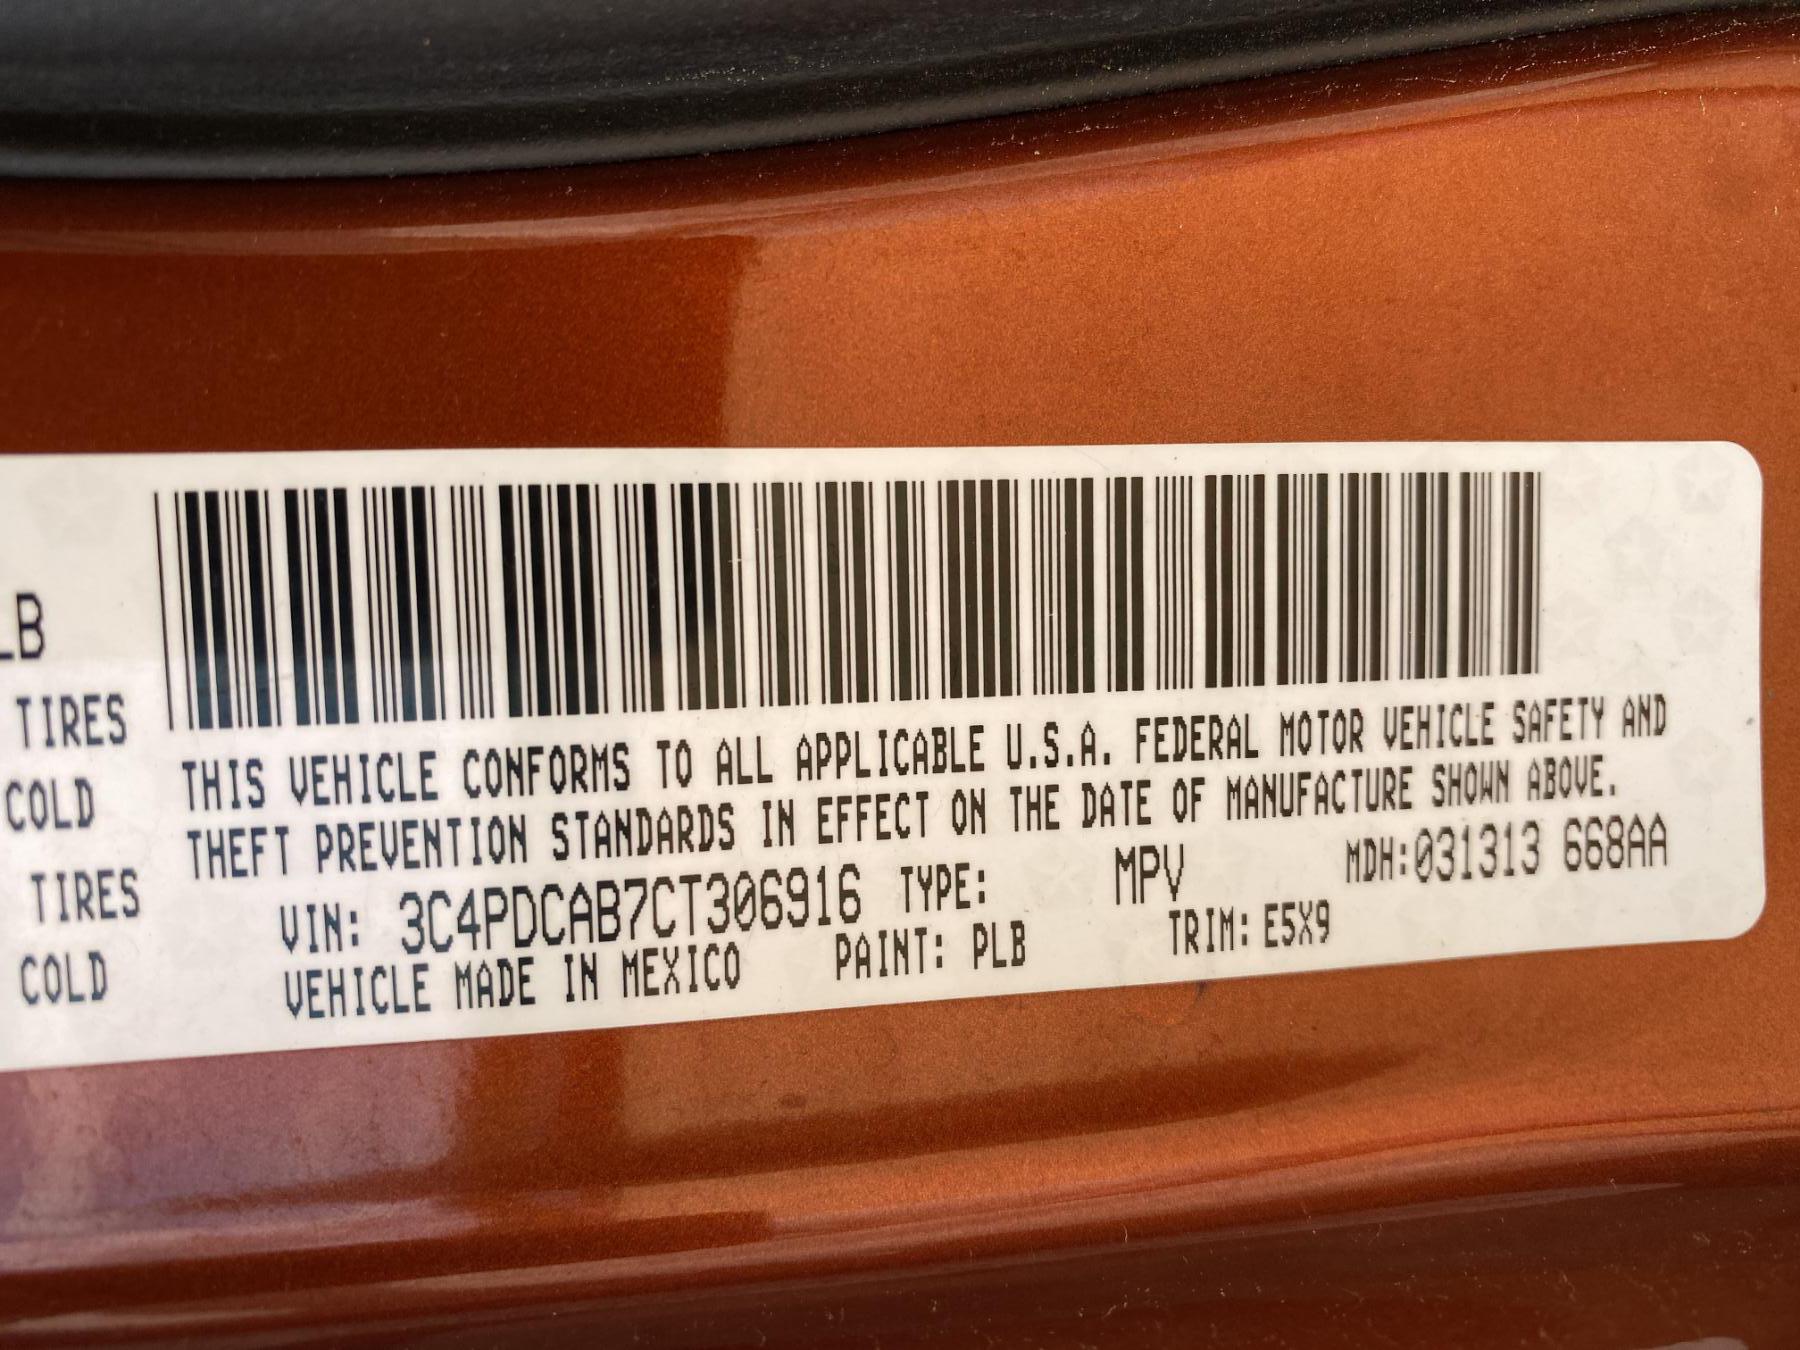 LB
TIRES
COLD
TIRES
COLD
THIS VEHICLE CONFORMS TO ALL APPLICABLE U.S.A. FEDERAL MOTOR VEHICLE SAFETY AND
THEFT PREVENTION STANDARDS IN EFFECT ON THE DATE OF MANUFACTURE SHOWN ABOVE.
VIN: 3C4PDCAB7CT306916 TYPE: MPV MDH:031313 668AA
VEHICLE MADE IN MEXICO PAINT: PLB TRIM: E5X9